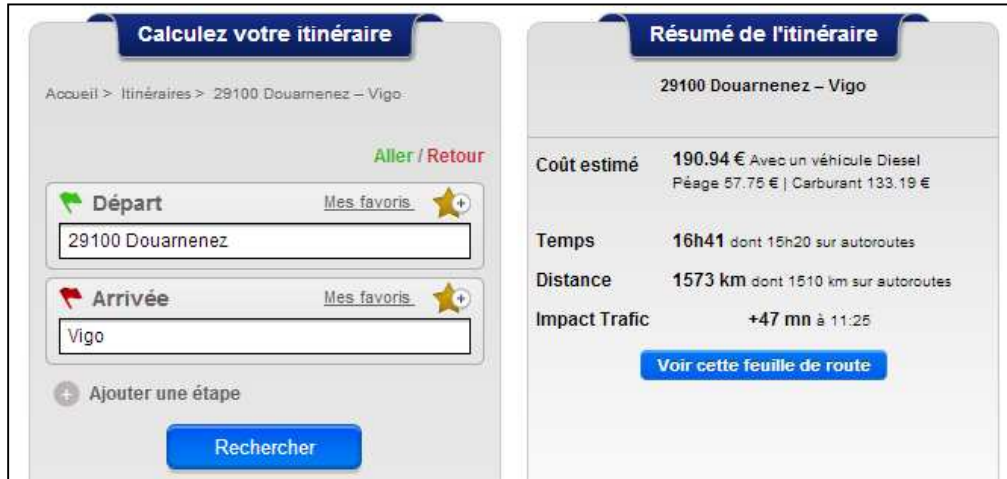 Calculez votre itinéraire
Accueil > Itinéraires > 29100 Douarnenez – Vigo
Aller / Retour
Départ
Mes favoris
29100 Douarnenez
Arrivée
Mes favoris
Vigo
Ajouter une étape
Rechercher
Résumé de l'itinéraire
29100 Douarnenez – Vigo
Coût estimé 190.94 € Avec un véhicule Diesel
Péage 57.75 € | Carburant 133.19 €
Temps 16h41 dont 15h20 sur autoroutes
Distance 1573 km dont 1510 km sur autoroutes
Impact Trafic +47 mn à 11:25
Voir cette feuille de route